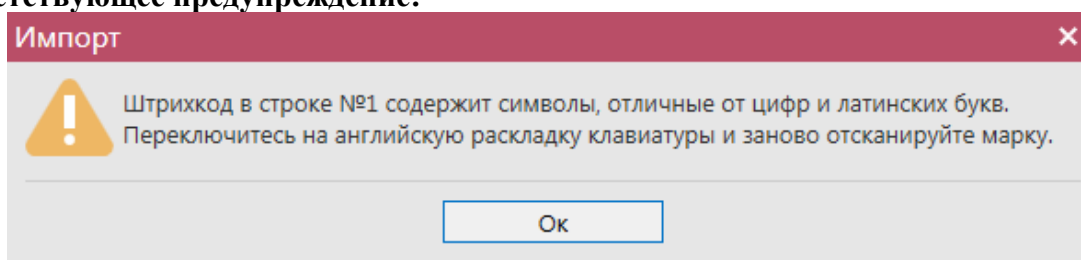 предупреждение:
Импорт
Штрихкод в строке №1 содержит символы, отличные от цифр и латинских букв.
Переключитесь на английскую раскладку клавиатуры и заново отсканируйте марку.
Ок